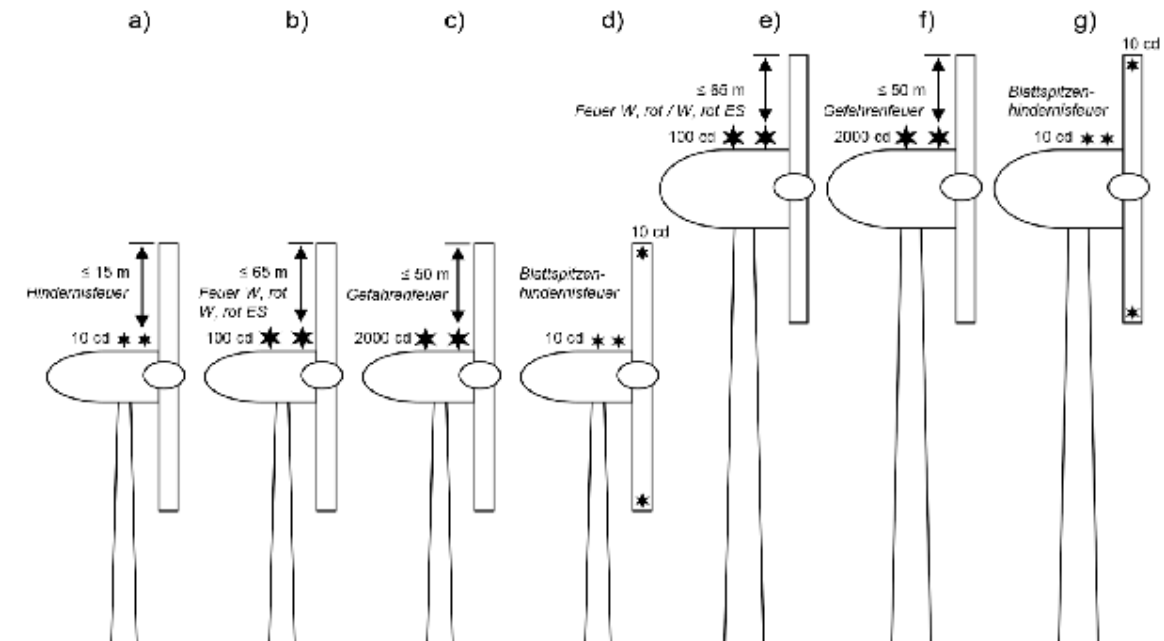 a)
b)
c)
d)
e)
f)
g)
≤ 15 m
Hindernisfeuer
10 cd
≤ 65 m
Feuer W, rot
W, rot ES
100 cd
≤ 50 m
Gefahrenfeuer
2000 cd
10 cd
Blattspitzen-
hindernisfeuer
10 cd
≤ 65 m
Feuer W, rot / W, rot ES
100 cd
≤ 50 m
Gefahrenfeuer
2000 cd
10 cd
Blattspitzen-
hindernisfeuer
10 cd